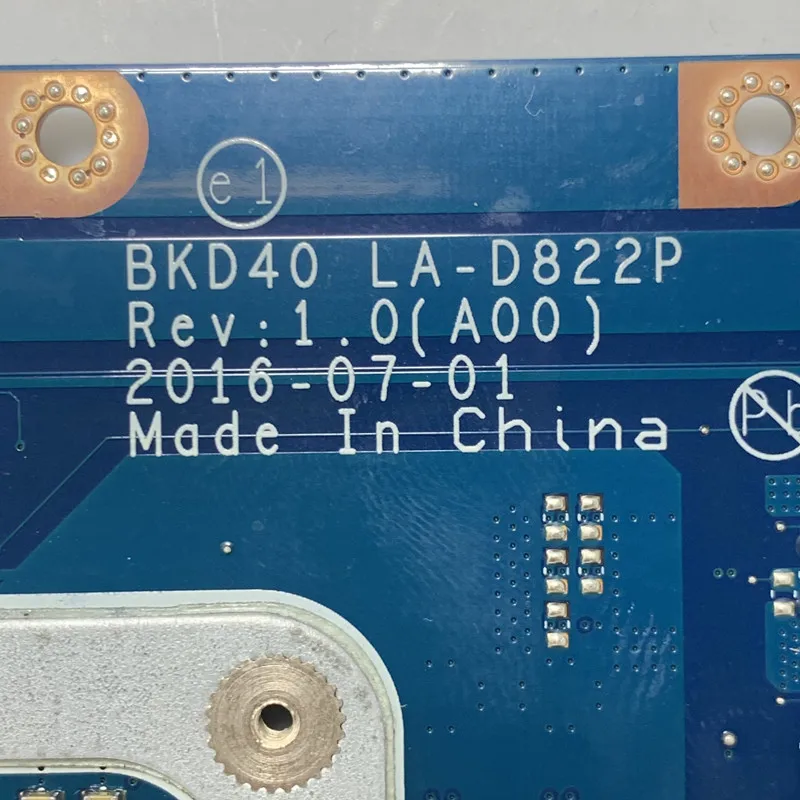 e1
BKD40 LA-D822P
Rev:1.0(A00)
2016-07-01
Made In China
Pb